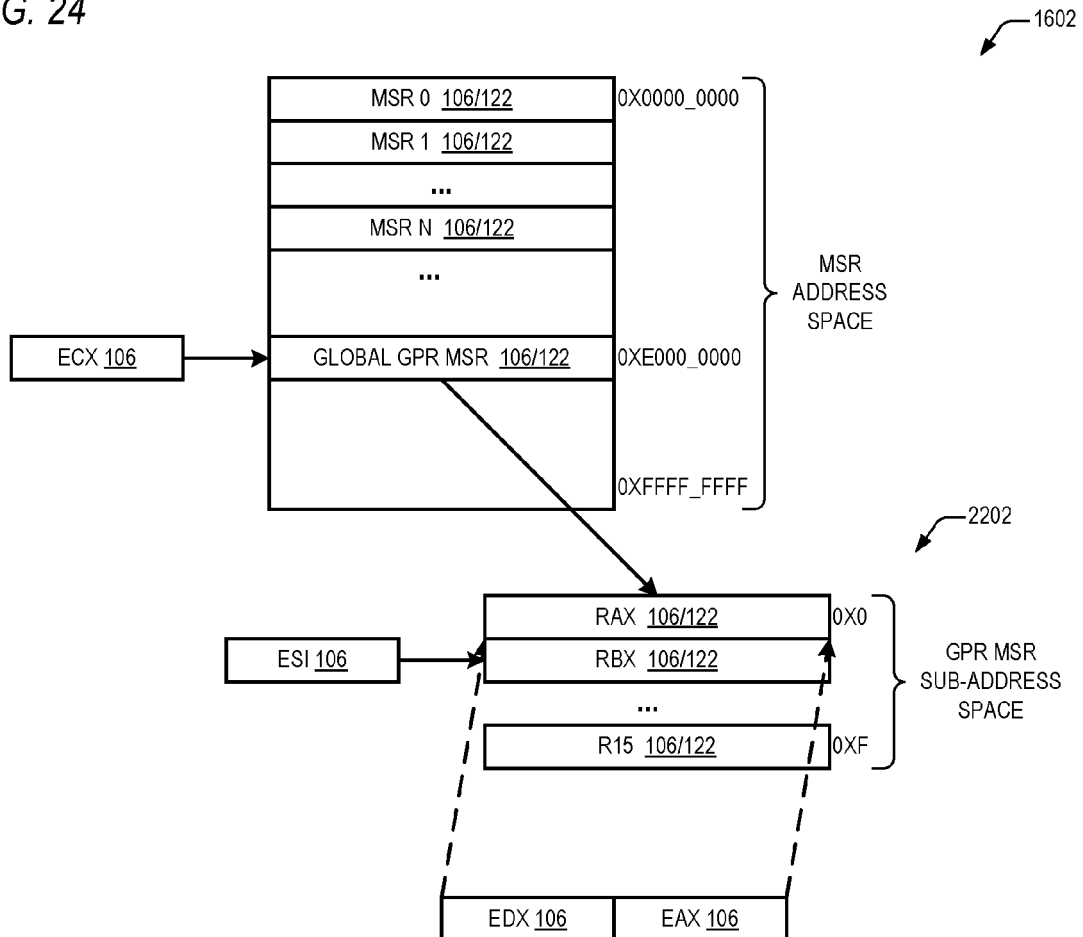 G. 24
1602
MSR 0 106/122 0X0000_0000
MSR 1 106/122
...
MSR N 106/122
...
MSR
ADDRESS
SPACE
ECX 106
GLOBAL GPR MSR 106/122 0XE000_0000
0XFFFF_FFFF
2202
RAX 106/122 0X0
ESI 106
RBX 106/122
GPR MSR
SUB-ADDRESS
SPACE
...
R15 106/122 0XF
EDX 106 EAX 106